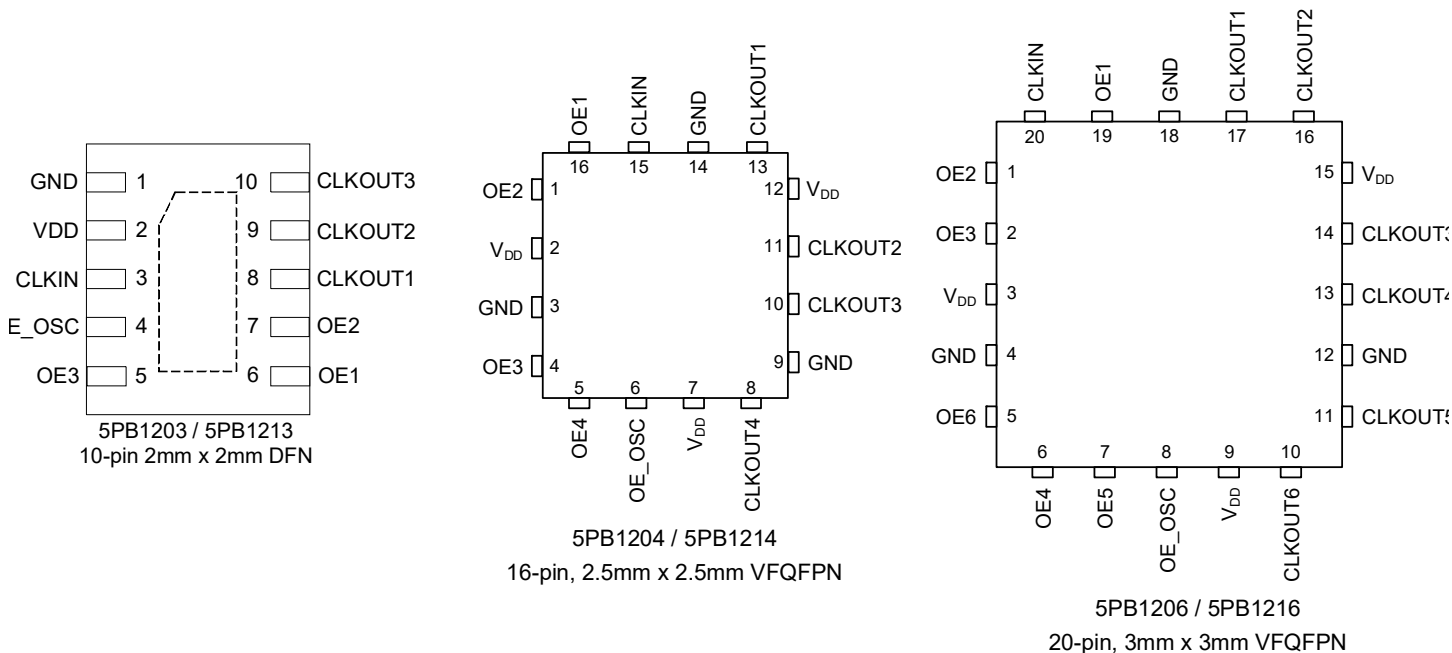 GND 1 10 CLKOUT3
VDD 2 9 CLKOUT2
CLKIN 3 8 CLKOUT1
E_OSC 4 7 OE2
OE3 5 6 OE1
5PB1203 / 5PB1213
10-pin 2mm x 2mm DFN
OE1
CLKIN
GND
CLKOUT1
16 15 14 13
OE2 1 12 VDD
VDD 2 11 CLKOUT2
GND 3 10 CLKOUT3
OE3 4 9 GND
5 6 7 8
OE4
OE_OSC
VDD
CLKOUT4
5PB1204 / 5PB1214
16-pin, 2.5mm x 2.5mm VFQFPN
CLKIN
OE1
GND
CLKOUT1
CLKOUT2
20 19 18 17 16
OE2 1 15 VDD
OE3 2 14 CLKOUT3
VDD 3 13 CLKOUT4
GND 4 12 GND
OE6 5 11 CLKOUT5
6 7 8 9 10
OE4
OE5
OE_OSC
VDD
CLKOUT6
5PB1206 / 5PB1216
20-pin, 3mm x 3mm VFQFPN